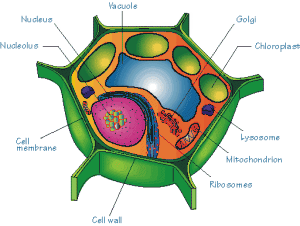 Vacuole
Nucleus
Golgi
Nucleolus
Chloroplast
Lysosome
Cell
membrane
Mitochondrion
Ribosomes
Cell wall